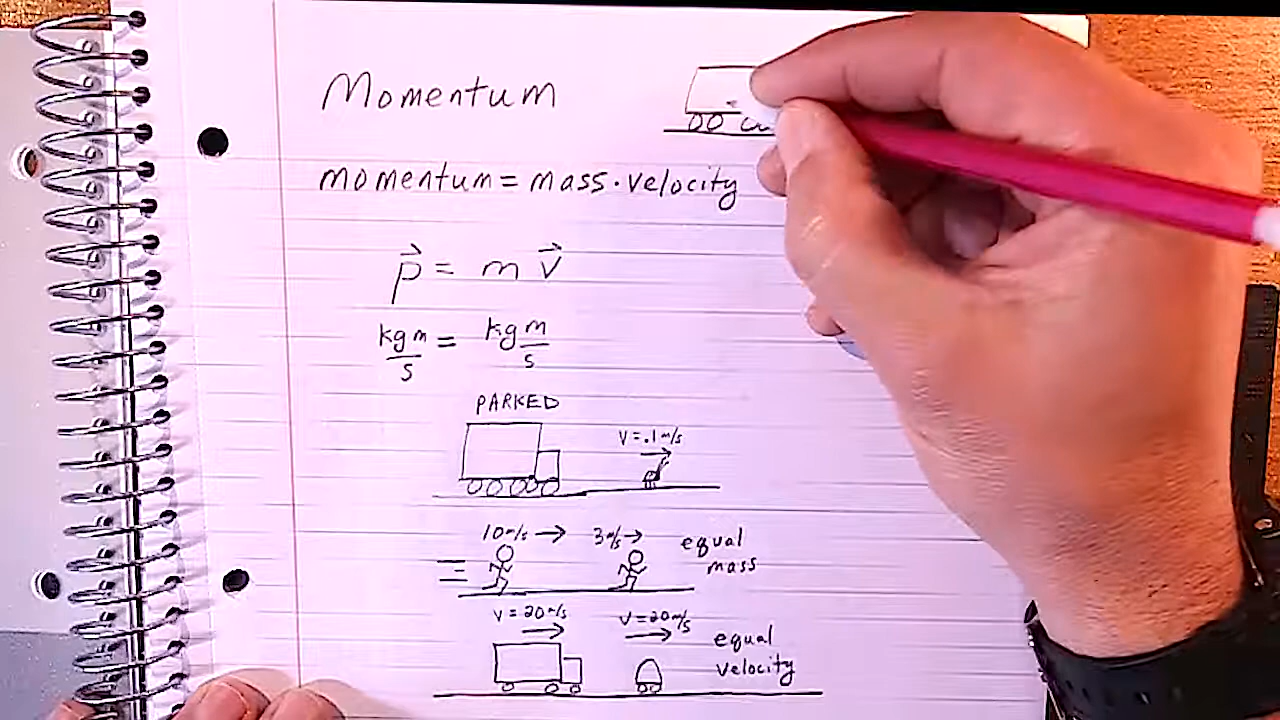 Momentum
momentum = mass · velocity
p⃗ = m v⃗
kg m/s = kg m/s
PARKED
V = .1 m/s
10 m/s → 3 m/s → equal
mass
V = 20 m/s V = 20 m/s
equal
velocity